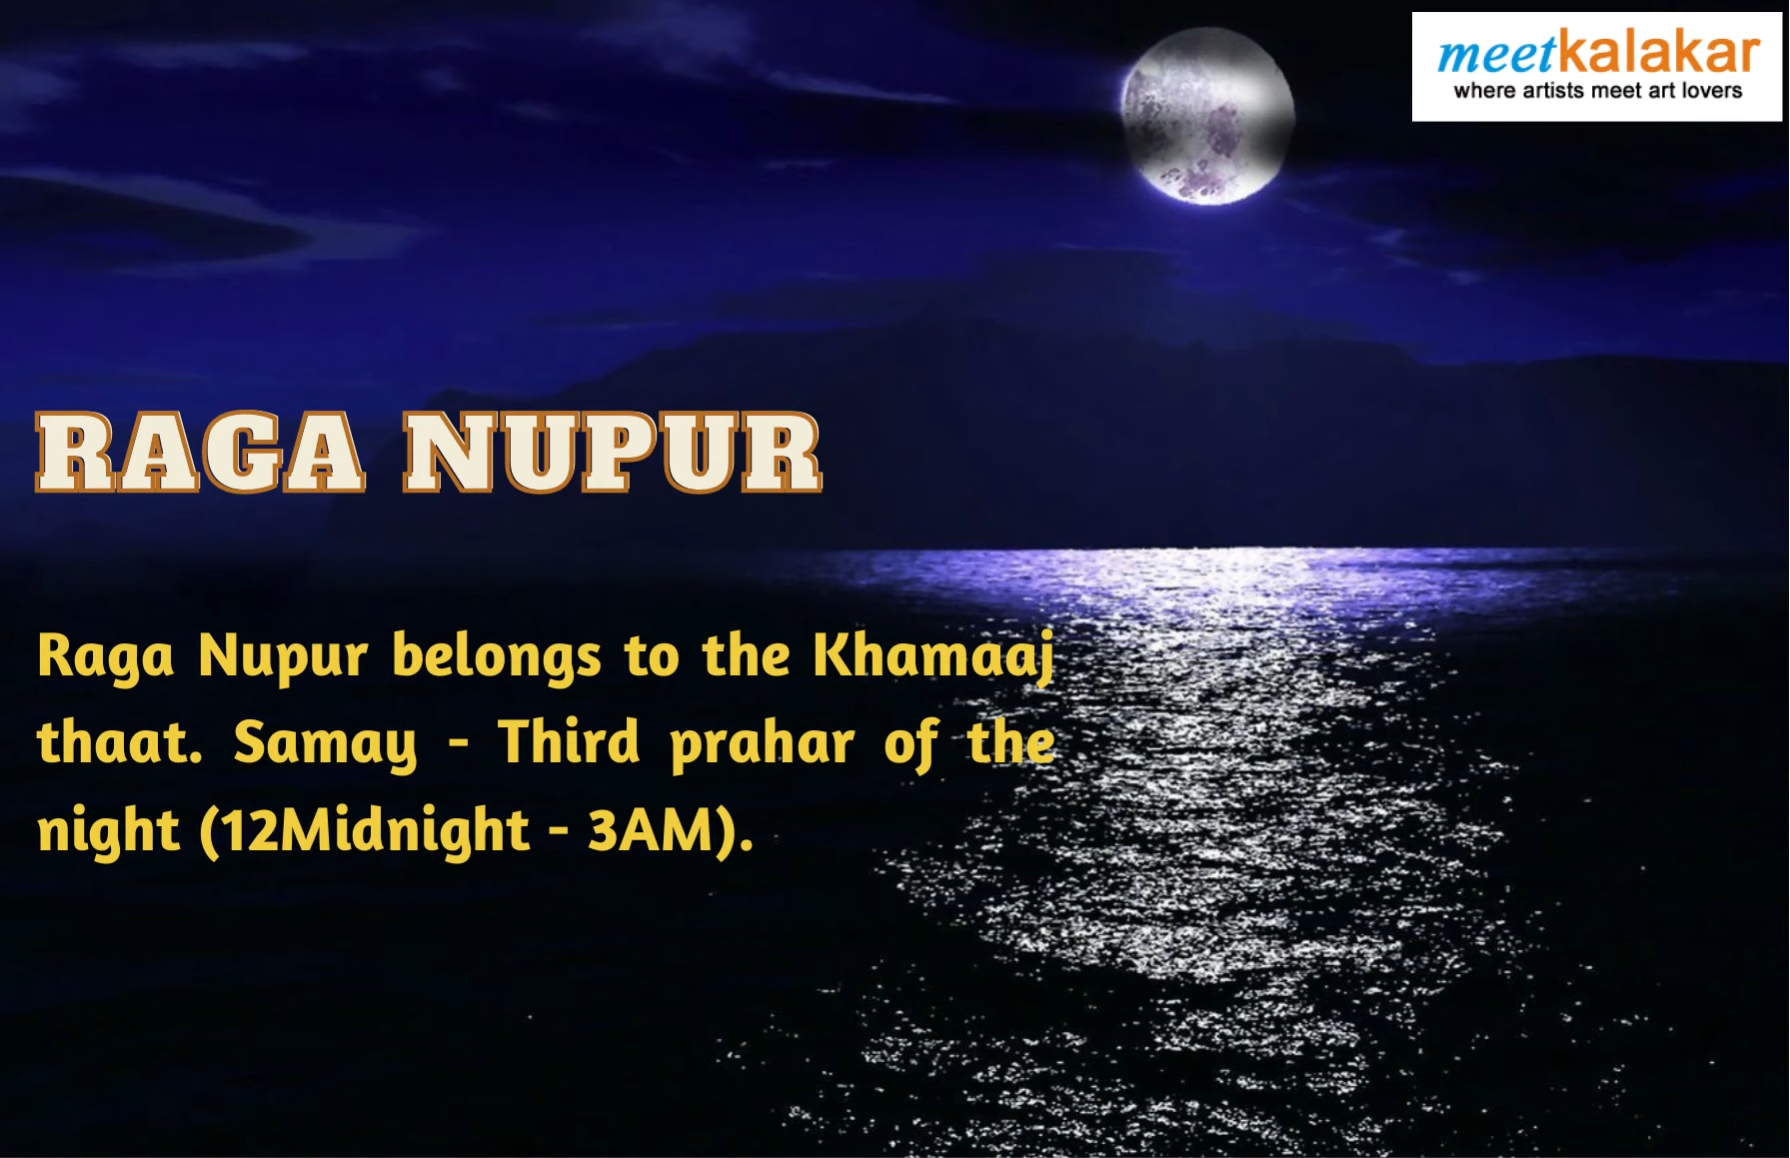 meetkalakar
where artists meet art lovers
RAGA NUPUR
Raga Nupur belongs to the Khamaaj
thaat. Samay - Third prahar of the
night (12Midnight - 3AM).